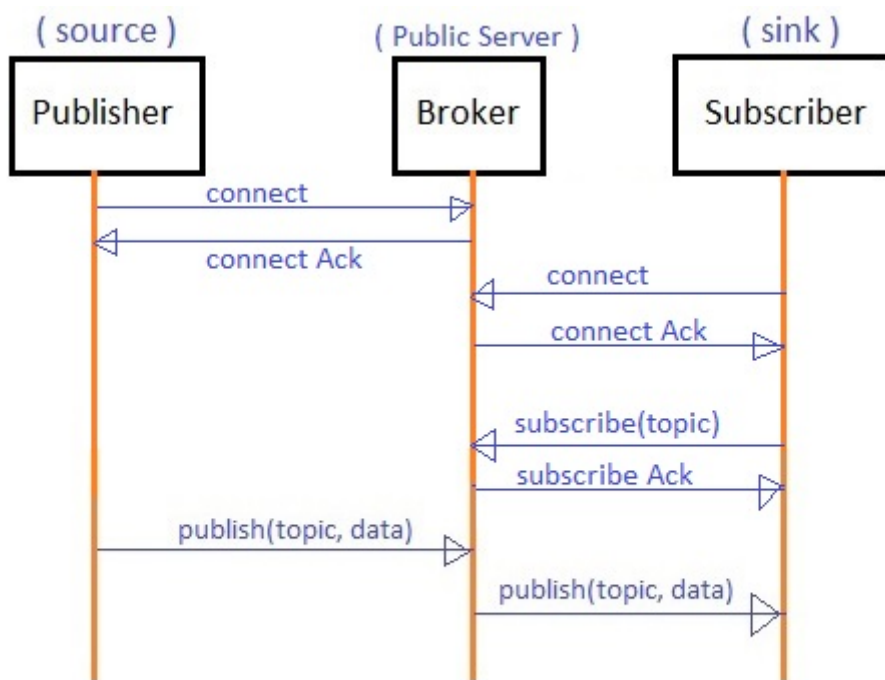 ( source )
( Public Server )
( sink )
Publisher
Broker
Subscriber
connect
connect Ack
connect
connect Ack
subscribe(topic)
subscribe Ack
publish(topic, data)
publish(topic, data)